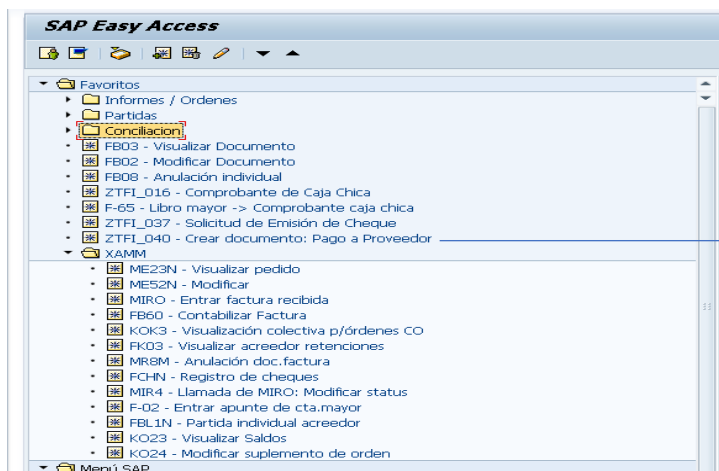 SAP Easy Access
Favoritos
Informes / Ordenes
Partidas
Conciliacion
FB03 - Visualizar Documento
FB02 - Modificar Documento
FB08 - Anulación individual
ZTFI_016 - Comprobante de Caja Chica
F-65 - Libro mayor -> Comprobante caja chica
ZTFI_037 - Solicitud de Emisión de Cheque
ZTFI_040 - Crear documento: Pago a Proveedor
XAMM
ME23N - Visualizar pedido
ME52N - Modificar
MIRO - Entrar factura recibida
FB60 - Contabilizar Factura
KOK3 - Visualización colectiva p/órdenes CO
FK03 - Visualizar acreedor retenciones
MR8M - Anulación doc.factura
FCHN - Registro de cheques
MIR4 - Llamada de MIRO: Modificar status
F-02 - Entrar apunte de cta.mayor
FBL1N - Partida individual acreedor
KO23 - Visualizar Saldos
KO24 - Modificar suplemento de orden
Menú SAP